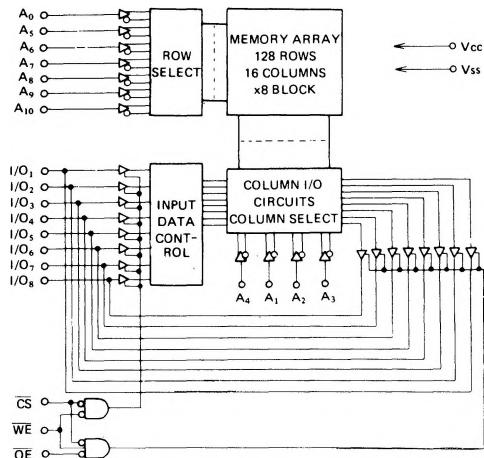 A0
A5
A6
A7
A8
A9
A10
ROW
SELECT
MEMORY ARRAY
128 ROWS
16 COLUMNS
x8 BLOCK
Vcc
Vss
I/O1
I/O2
I/O3
I/O4
I/O5
I/O6
I/O7
I/O8
INPUT
DATA
CONT-
ROL
COLUMN I/O
CIRCUITS
COLUMN SELECT
A4 A1 A2 A3
CS
WE
OE